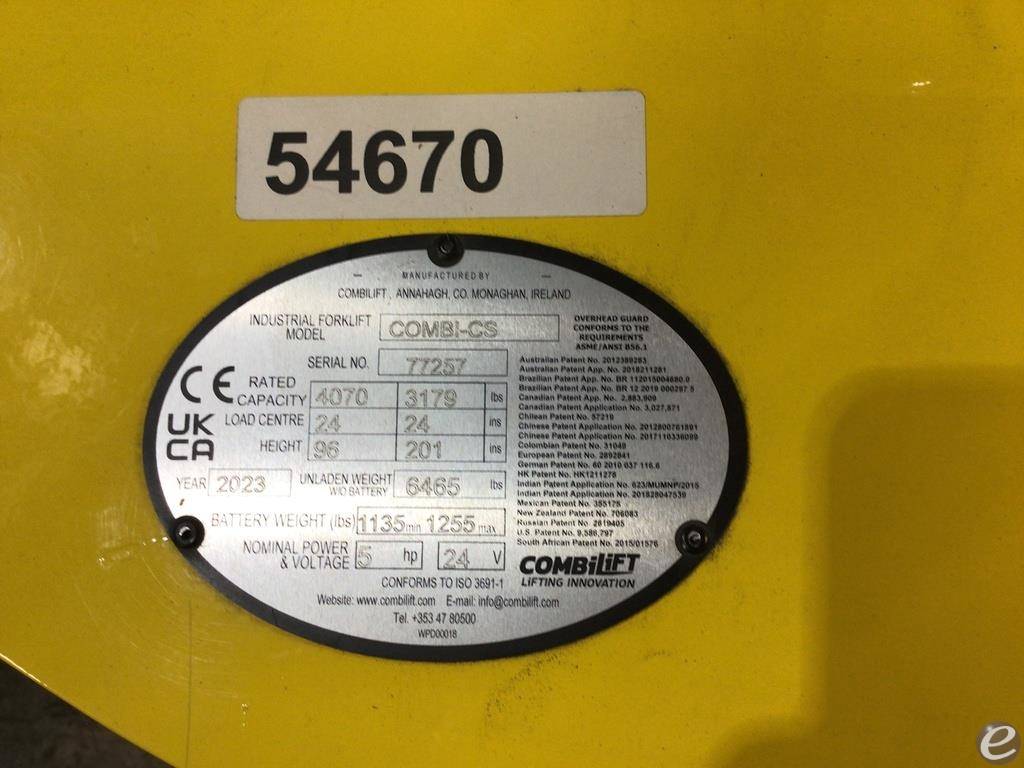 54670
MANUFACTURED BY
COMBILIFT, ANNAHAGH, CO. MONAGHAN, IRELAND
INDUSTRIAL FORKLIFT MODEL COMBI-CS
SERIAL NO. 77257
CE
UK
CA
RATED CAPACITY 4070 3179 lbs
LOAD CENTRE 24 24 ins
HEIGHT 96 201 ins
YEAR 2023 UNLADEN WEIGHT W/O BATTERY 6465 lbs
BATTERY WEIGHT (lbs) 1135 min 1255 max
NOMINAL POWER & VOLTAGE 5 hp 24 V
OVERHEAD GUARD
CONFORMS TO THE
REQUIREMENTS
ASME/ANSI B56.1
Australian Patent No. 2012389283
Australian Patent App. No. 2018211281
Brazilian Patent App. No. BR 112015004680.0
Brazilian Patent App. No. BR 12 2019 000297 5
Canadian Patent App. No. 2,883,909
Canadian Patent Application No. 3,027,871
Chilean Patent No. 57219
Chinese Patent Application No. 2012800761891
Chinese Patent Application No. 2017110336099
Colombian Patent No. 31049
European Patent No. 2892841
German Patent No. 60 2010 037 116.6
HK Patent No. HK1211278
Indian Patent Application No. 623/MUMNP/2015
Indian Patent No. 201828047539
Mexican Patent No. 355175
New Zealand Patent No. 706083
Russian Patent No. 2619405
U.S. Patent No. 9,586,797
South African Patent No. 2015/01576
COMBiLiFT
LIFTING INNOVATION
CONFORMS TO ISO 3691-1
Website: www.combilift.com E-mail: info@combilift.com
Tel. +353 47 80500
WPD00018
e